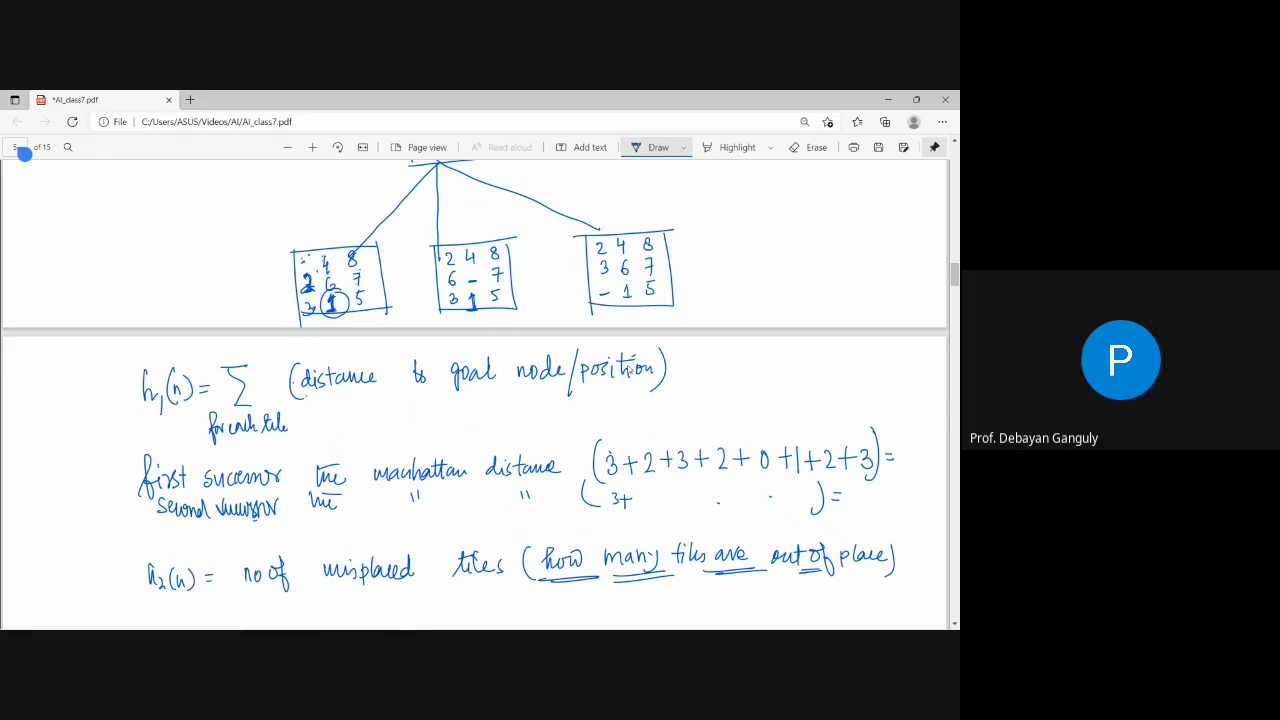 *AI_class7.pdf
File C:/Users/ASUS/Videos/AI/AI_class7.pdf
5 of 15 Page view Read aloud Add text Draw Highlight Erase
4 8 2 4 8 2 4 8
2 6 7 6 - 7 3 6 7
3 1 5 3 1 5 - 1 5
h₁(n) = ∑ (distance to goal node/position)
for each tile
first successor the manhattan distance (3+2+3+2+0+1+2+3)=
second the " " (3+ . . )=
Prof. Debayan Ganguly
h₂(n) = no of misplaced tiles (how many tiles are out of place)
P